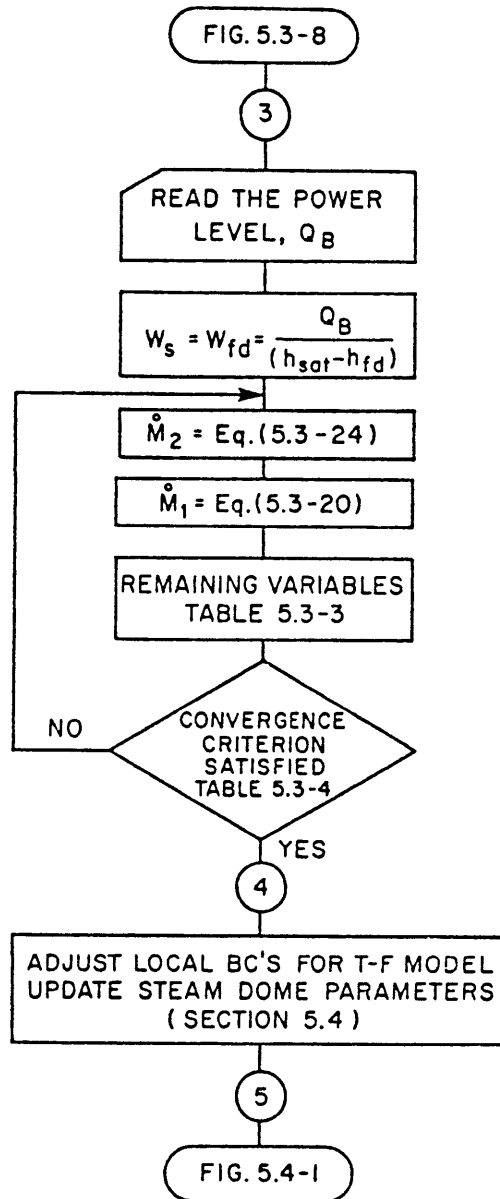 FIG. 5.3-8
3
READ THE POWER
LEVEL, Q_B
W_s = W_fd = Q_B / (h_sat - h_fd)
M̊_2 = Eq.(5.3-24)
M̊_1 = Eq.(5.3-20)
REMAINING VARIABLES
TABLE 5.3-3
NO
CONVERGENCE
CRITERION
SATISFIED
TABLE 5.3-4
YES
4
ADJUST LOCAL BC'S FOR T-F MODEL
UPDATE STEAM DOME PARAMETERS
(SECTION 5.4)
5
FIG. 5.4-1